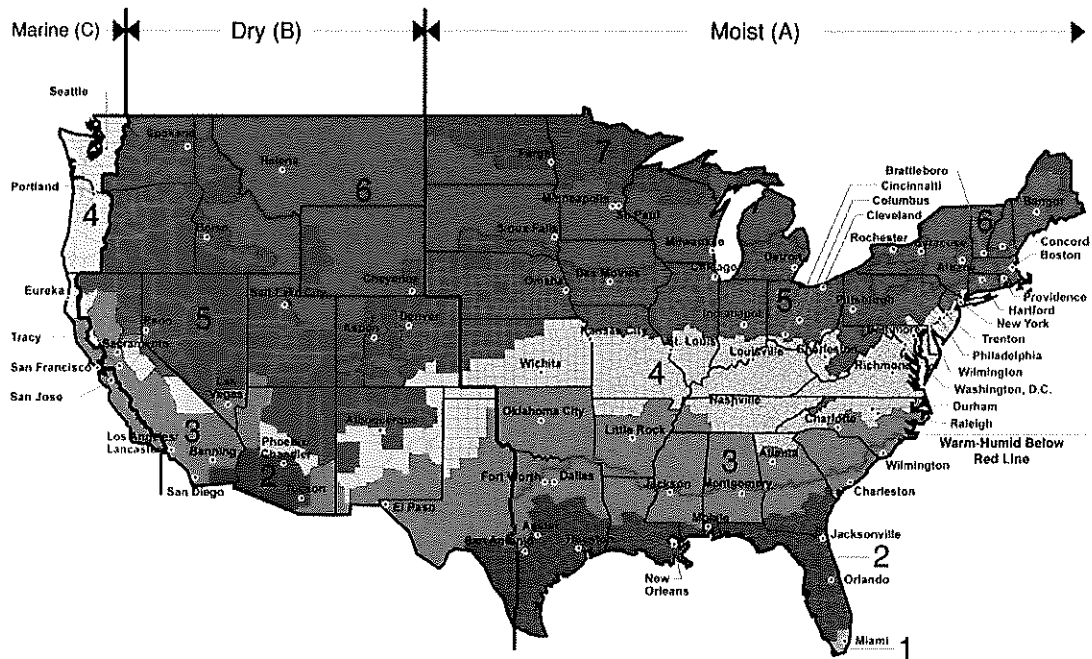 Marine (C)
Dry (B)
Moist (A)
Seattle
Spokane
Helena
Fargo
7
6
Portland
4
Minneapolis
St. Paul
Brattleboro
Cincinnatti
Columbus
Cleveland
6
Bangor
Boise
Sioux Falls
Milwaukee
Rochester
Syracuse
Concord
Boston
Albany
Detroit
Chicago
Cheyenne
Eureka
Salt Lake City
Omaha
Des Moines
5
Pittsburgh
Providence
Hartford
New York
Reno
5
Denver
Indianapolis
Baltimore
Trenton
Tracy
Sacramento
Kansas City
St. Louis
Louisville
Charleston
Philadelphia
San Francisco
Wichita
4
Richmond
Wilmington
San Jose
Las
Vegas
Washington, D.C.
Nashville
Durham
Albuquerque
Oklahoma City
Charlotte
Raleigh
3
Los Angeles
Lancaster
Phoenix
Chandler
Little Rock
Warm-Humid Below
Red Line
Banning
2
3
Atlanta
Wilmington
San Diego
Tucson
Fort Worth
Dallas
Jackson
Montgomery
Charleston
El Paso
Mobile
Austin
San Antonio
Houston
Jacksonville
2
New
Orleans
Orlando
Miami
1